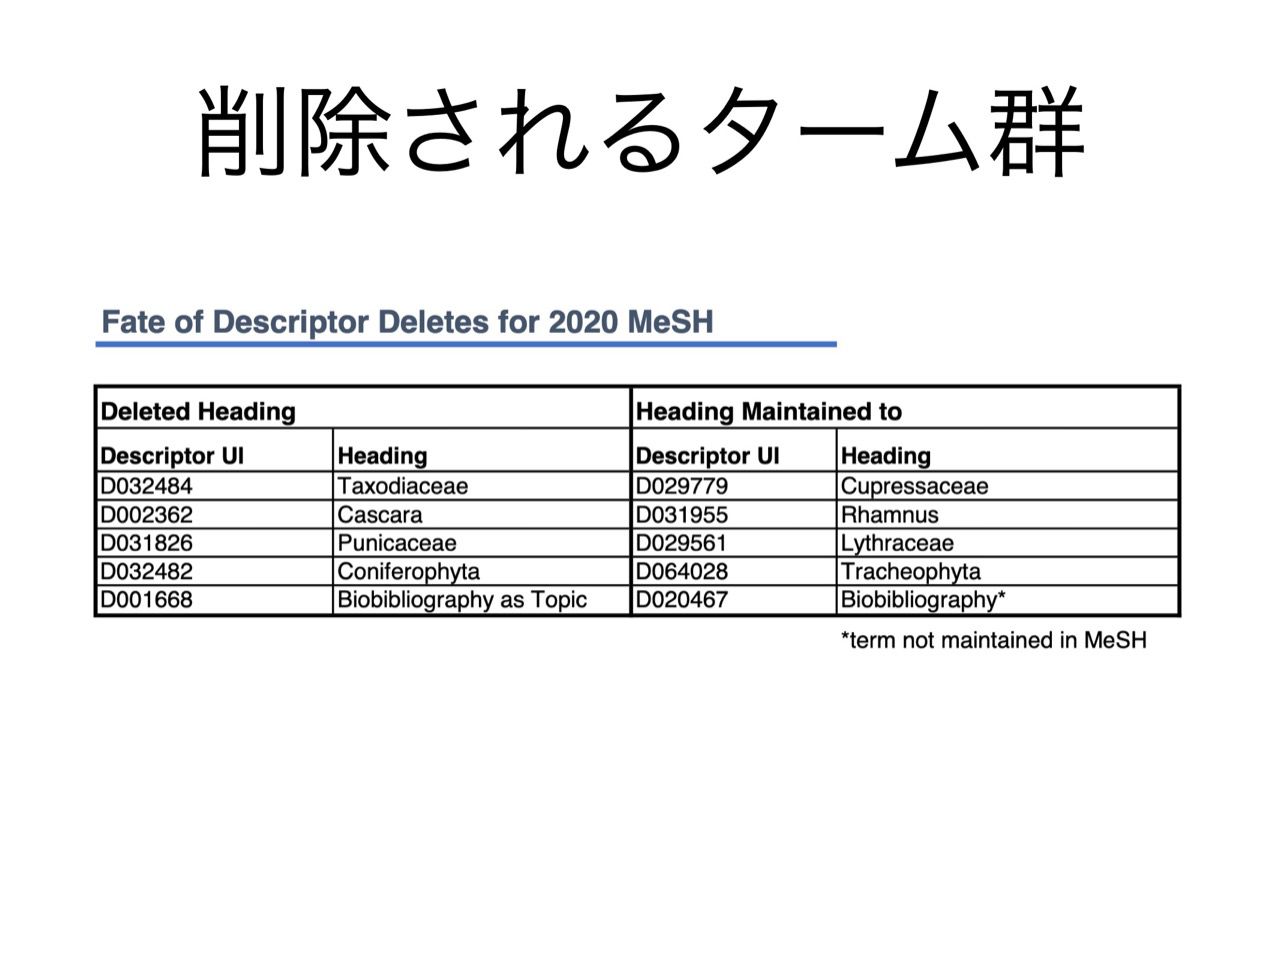 削除されるターム群
Fate of Descriptor Deletes for 2020 MeSH
Deleted Heading Heading Maintained to
Descriptor UI Heading Descriptor UI Heading
D032484 Taxodiaceae D029779 Cupressaceae
D002362 Cascara D031955 Rhamnus
D031826 Punicaceae D029561 Lythraceae
D032482 Coniferophyta D064028 Tracheophyta
D001668 Biobibliography as Topic D020467 Biobibliography*
*term not maintained in MeSH